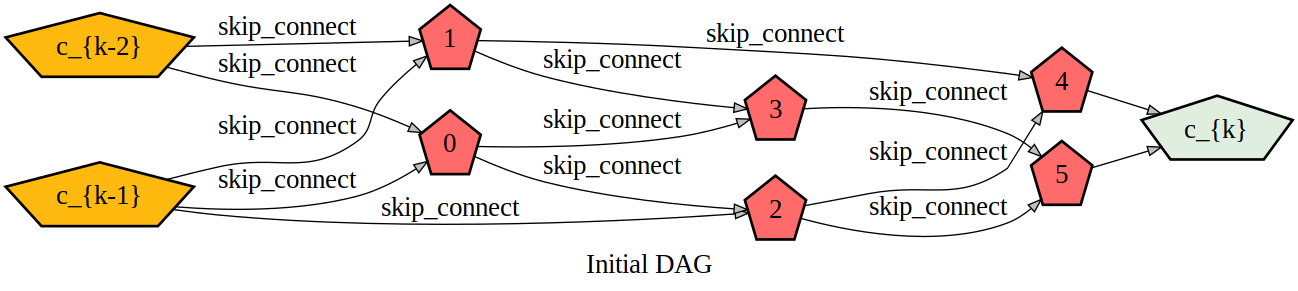 c_{k-2}
skip_connect
skip_connect
1
skip_connect
skip_connect
4
3
skip_connect
c_{k}
skip_connect
skip_connect
0
skip_connect
skip_connect
5
c_{k-1}
skip_connect
skip_connect
2
skip_connect
Initial DAG